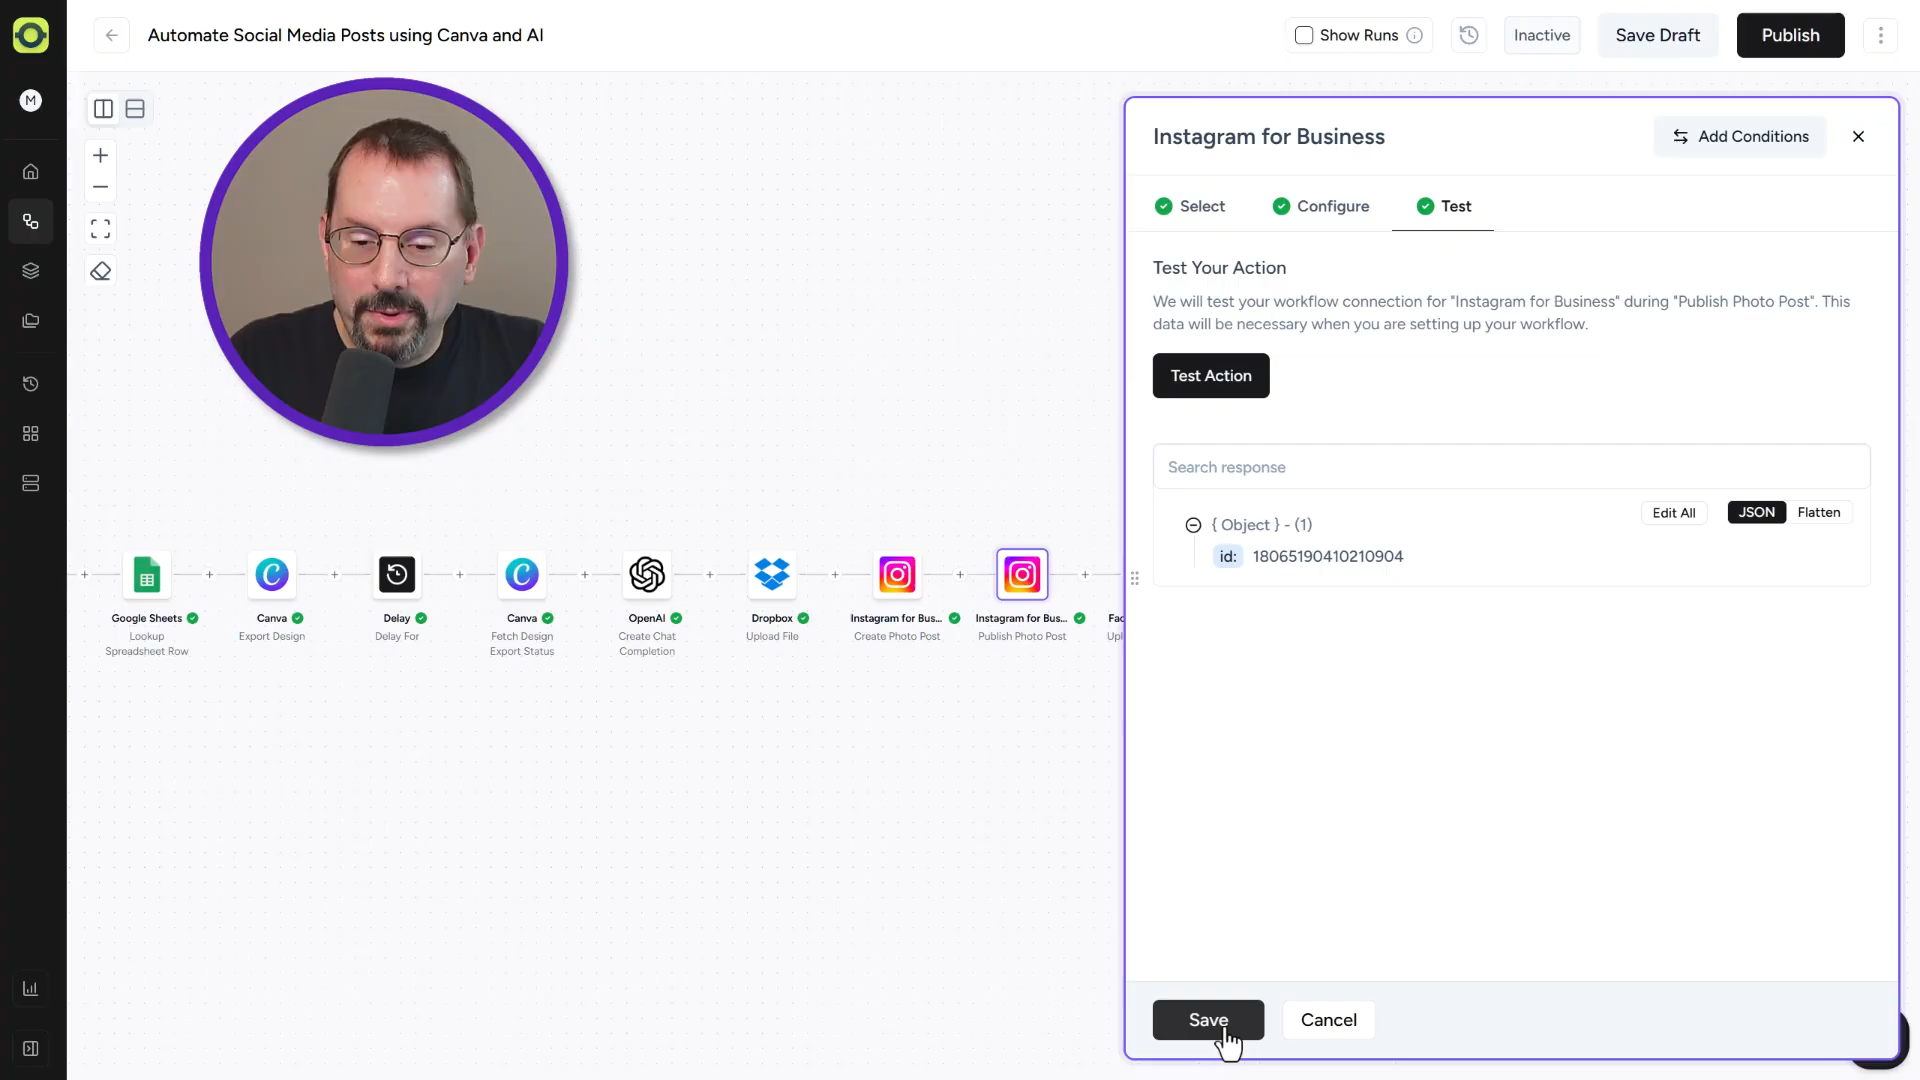 Automate Social Media Posts using Canva and AI
Show Runs
Inactive
Save Draft
Publish
M
Instagram for Business
Add Conditions
Select
Configure
Test
Test Your Action
We will test your workflow connection for "Instagram for Business" during "Publish Photo Post". This
data will be necessary when you are setting up your workflow.
Test Action
Search response
Edit All
JSON
Flatten
{ Object } - (1)
id: 18065190410210904
Google Sheets
Lookup
Spreadsheet Row
Canva
Export Design
Delay
Delay For
Canva
Fetch Design
Export Status
OpenAI
Create Chat
Completion
Dropbox
Upload File
Instagram for Bus...
Create Photo Post
Instagram for Bus...
Publish Photo Post
Fac
Upl
Save
Cancel